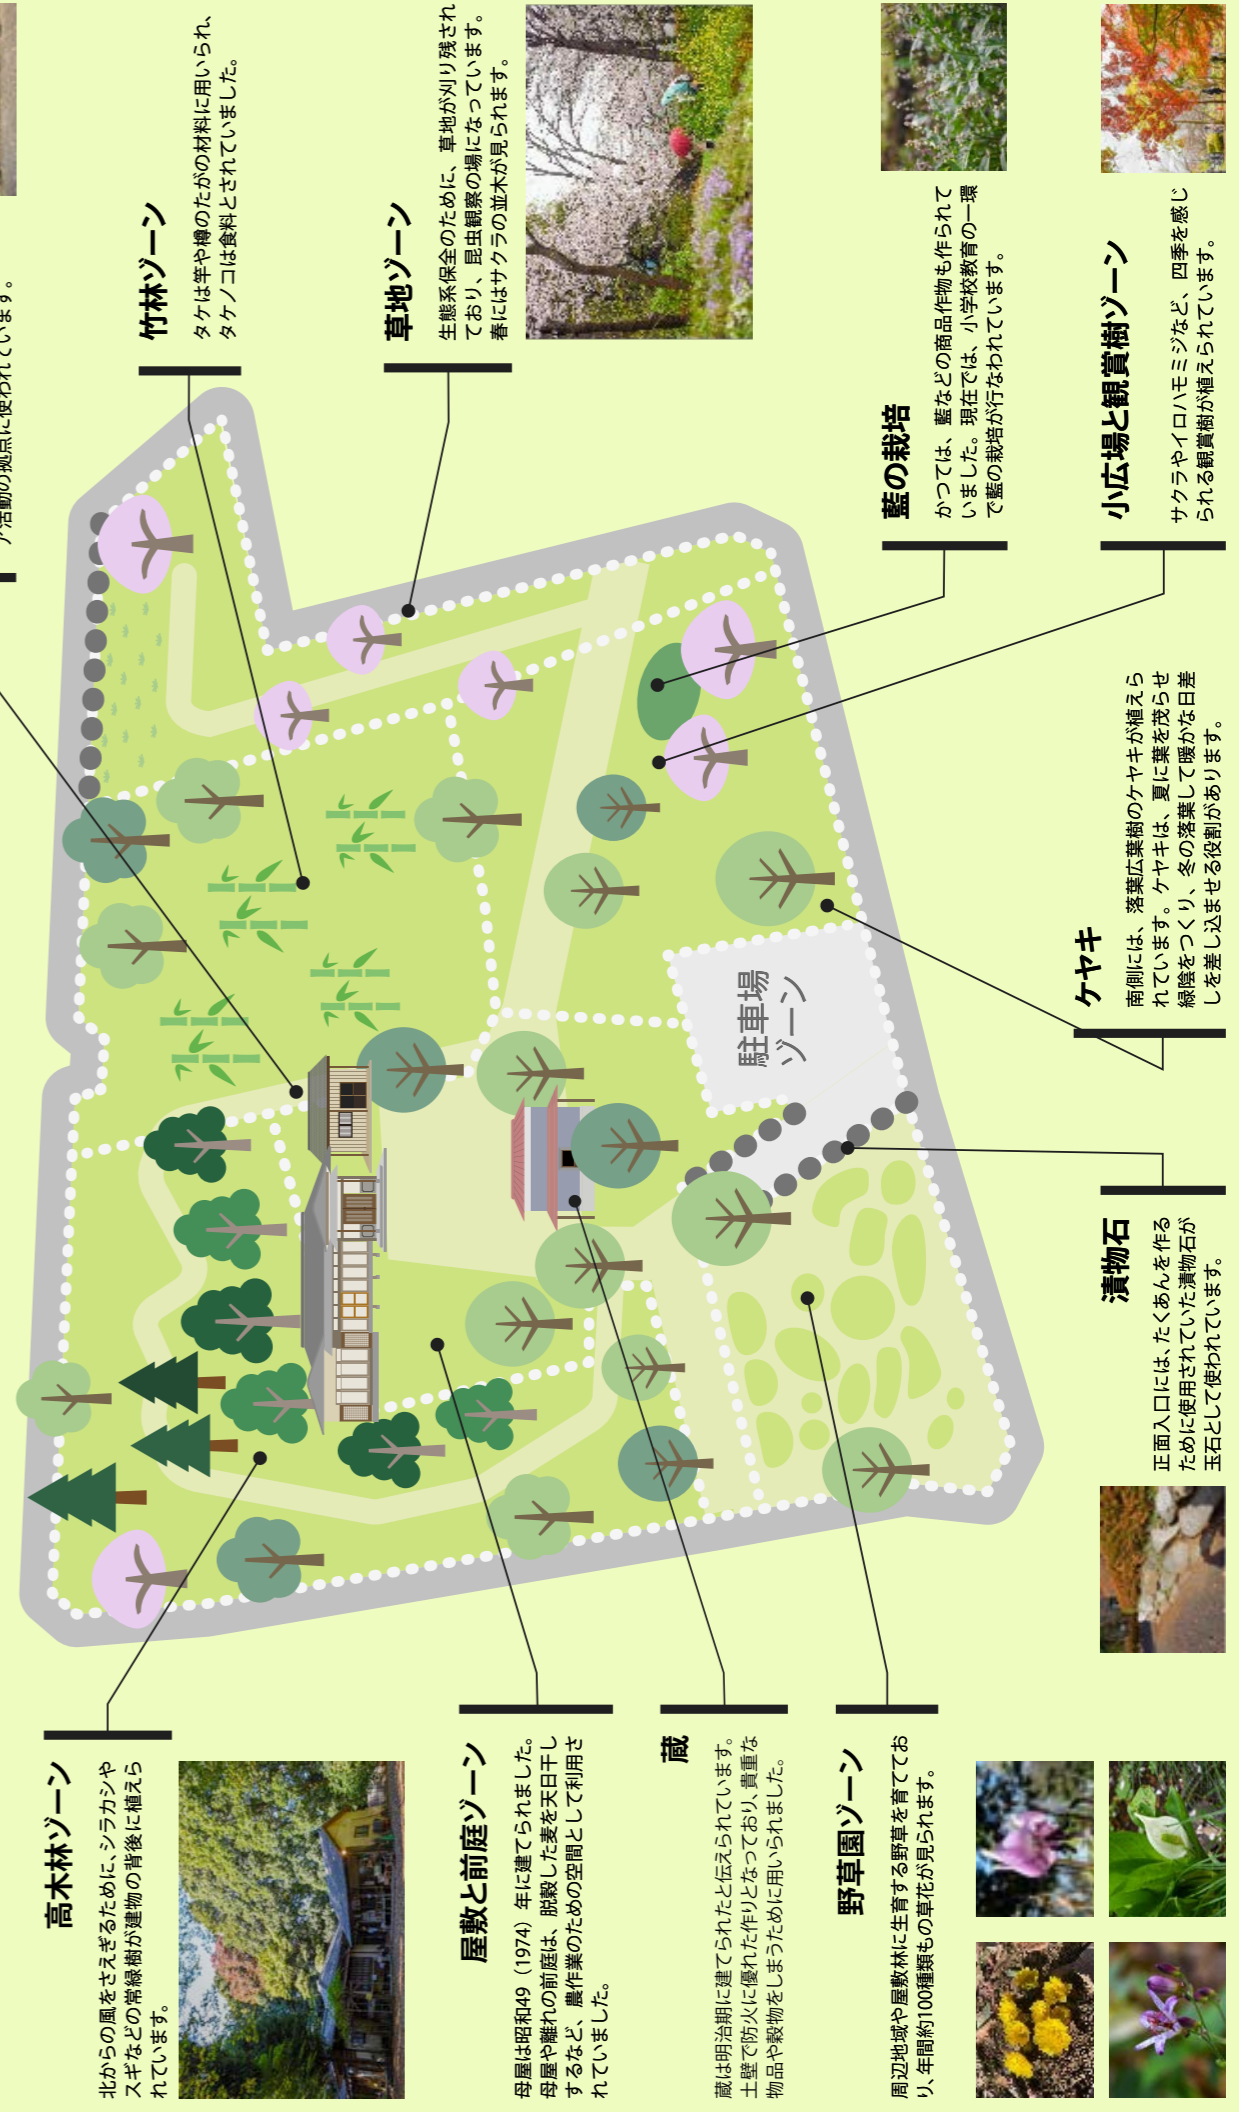 ア活動の拠点に使われています。
竹林ゾーン
タケは竿や樽のたがの材料に用いられ、
タケノコは食料とされていました。
草地ゾーン
生態系保全のために、草地が刈り残され
ており、昆虫観察の場になっています。
春にはサクラの並木が見られます。
藍の栽培
かつては、藍などの商品作物も作られて
いました。現在では、小学校教育の一環
で藍の栽培が行なわれています。
小広場と観賞樹ゾーン
サクラやイロハモミジなど、四季を感じ
られる観賞樹が植えられています。
ケヤキ
南側には、落葉広葉樹のケヤキが植えら
れています。ケヤキは、夏に葉を茂らせ
緑陰をつくり、冬の落葉して暖かな日差
しを差し込ませる役割があります。
駐車場
ゾーン
漬物石
正面入口には、たくあんを作る
ために使用されていた漬物石が
玉石として使われています。
高木林ゾーン
北からの風をさえぎるために、シラカシや
スギなどの常緑樹が建物の背後に植えら
れています。
屋敷と前庭ゾーン
母屋は昭和49（1974）年に建てられました。
母屋や離れの前庭は、脱穀した麦を天日干し
するなど、農作業のための空間として利用さ
れていました。
蔵
蔵は明治期に建てられたと伝えられています。
土壁で防火に優れた作りとなっており、貴重な
物品や穀物をしまうために用いられました。
野草園ゾーン
周辺地域や屋敷林に生育する野草を育ててお
り、年間約100種類もの草花が見られます。